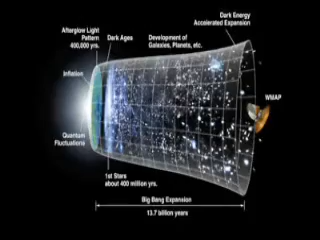 Dark Energy
Accelerated Expansion
Afterglow Light
Pattern
400,000 yrs.
Dark Ages
Development of
Galaxies, Planets, etc.
Inflation
WMAP
Quantum
Fluctuations
1st Stars
about 400 million yrs.
Big Bang Expansion
13.7 billion years